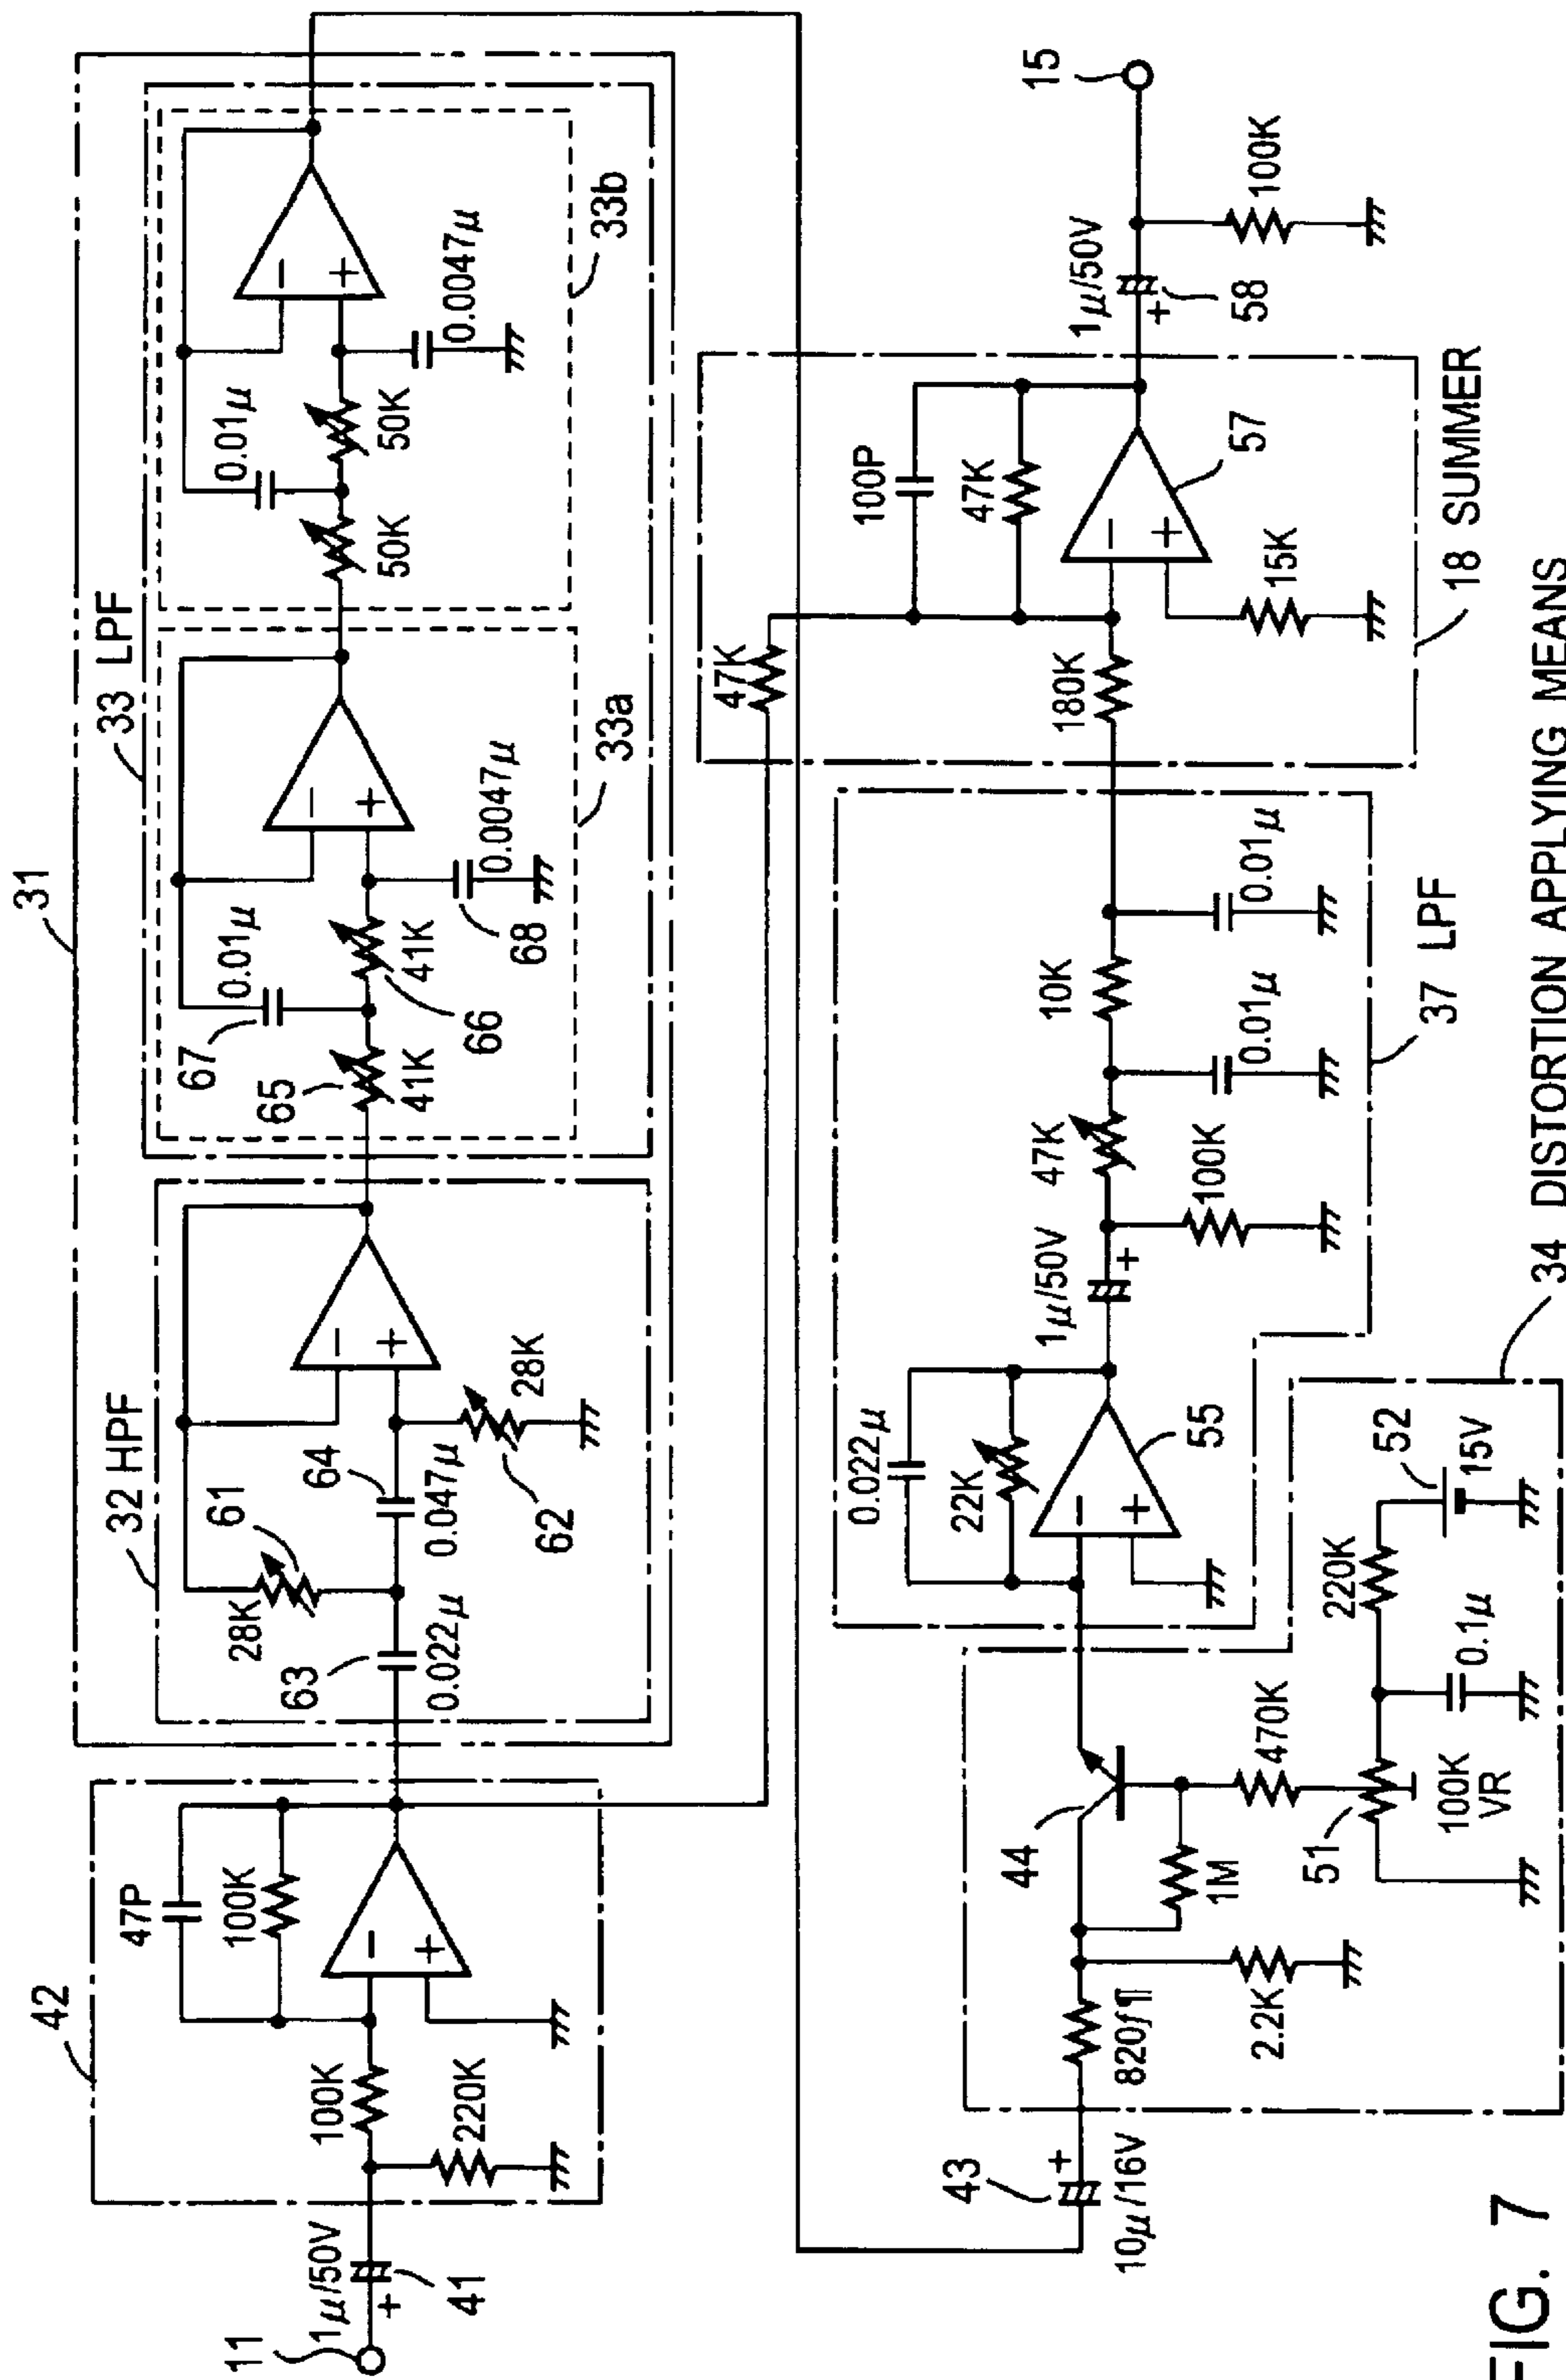 31
32 HPF
33 LPF
42
47P
100K
100K
220K
11
1μ/50V
+
41
−
+
28K
61
63
0.022μ
64
0.047μ
28K
62
−
+
67
0.01μ
65
41K
66
41K
68
0.0047μ
33a
−
+
50K
0.01μ
50K
0.0047μ
33b
−
+
43
+
10μ/16V
820
2.2K
44
1M
470K
51
100K
VR
0.1μ
220K
52
15V
34 DISTORTION APPLYING MEANS
0.022μ
22K
−
+
55
1μ/50V
+
100K
47K
0.01μ
10K
0.01μ
37 LPF
47K
180K
100P
47K
−
+
15K
57
18 SUMMER
1μ/50V
+
58
100K
15
FIG. 7